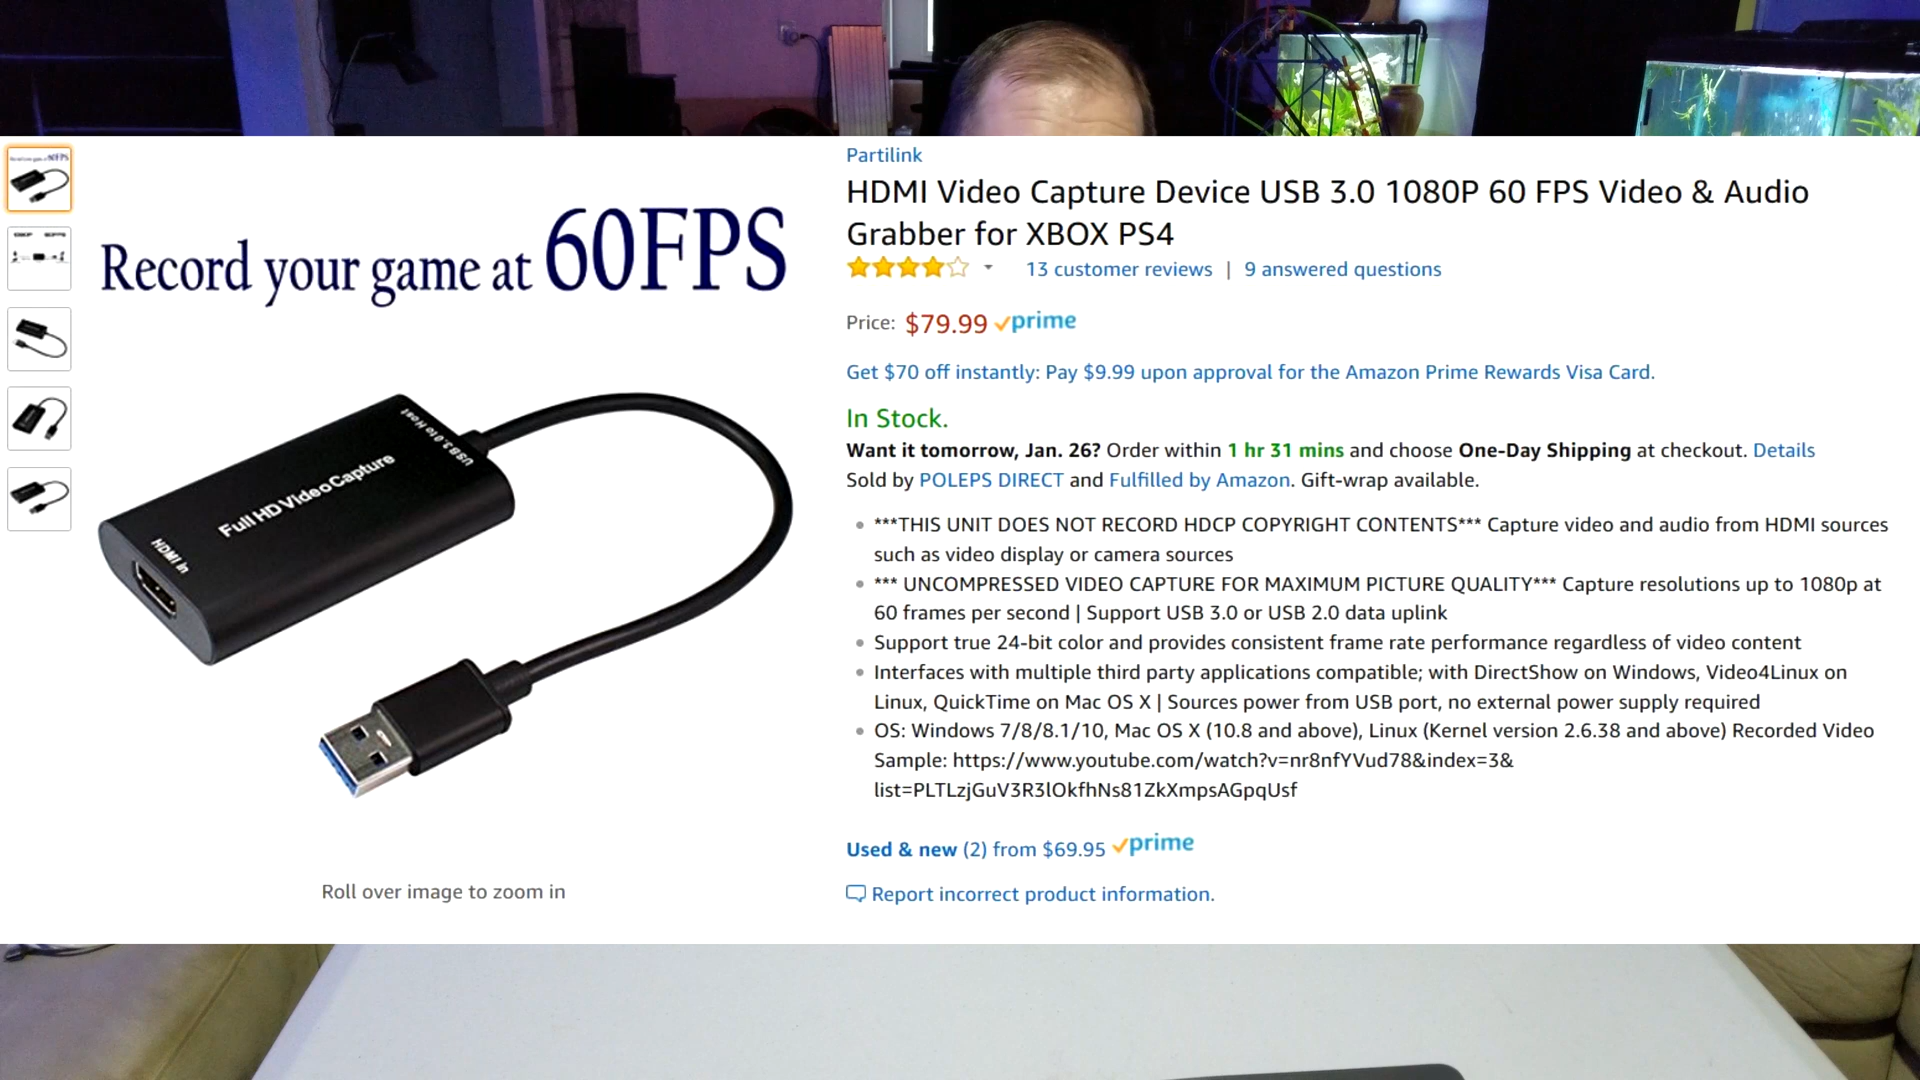 Partilink
HDMI Video Capture Device USB 3.0 1080P 60 FPS Video & Audio
Grabber for XBOX PS4
13 customer reviews | 9 answered questions
Price: $79.99 prime
Get $70 off instantly: Pay $9.99 upon approval for the Amazon Prime Rewards Visa Card.
In Stock.
Want it tomorrow, Jan. 26? Order within 1 hr 31 mins and choose One-Day Shipping at checkout. Details
Sold by POLEPS DIRECT and Fulfilled by Amazon. Gift-wrap available.
***THIS UNIT DOES NOT RECORD HDCP COPYRIGHT CONTENTS*** Capture video and audio from HDMI sources
such as video display or camera sources
*** UNCOMPRESSED VIDEO CAPTURE FOR MAXIMUM PICTURE QUALITY*** Capture resolutions up to 1080p at
60 frames per second | Support USB 3.0 or USB 2.0 data uplink
Support true 24-bit color and provides consistent frame rate performance regardless of video content
Interfaces with multiple third party applications compatible; with DirectShow on Windows, Video4Linux on
Linux, QuickTime on Mac OS X | Sources power from USB port, no external power supply required
OS: Windows 7/8/8.1/10, Mac OS X (10.8 and above), Linux (Kernel version 2.6.38 and above) Recorded Video
Sample: https://www.youtube.com/watch?v=nr8nfYVud78&index=3&
list=PLTLzjGuV3R3lOkfhNs81ZkXmpsAGpqUsf
Used & new (2) from $69.95 prime
Report incorrect product information.
Record your game at 60FPS
USB3.0 to Host
Full HD Video Capture
HDMI In
Roll over image to zoom in